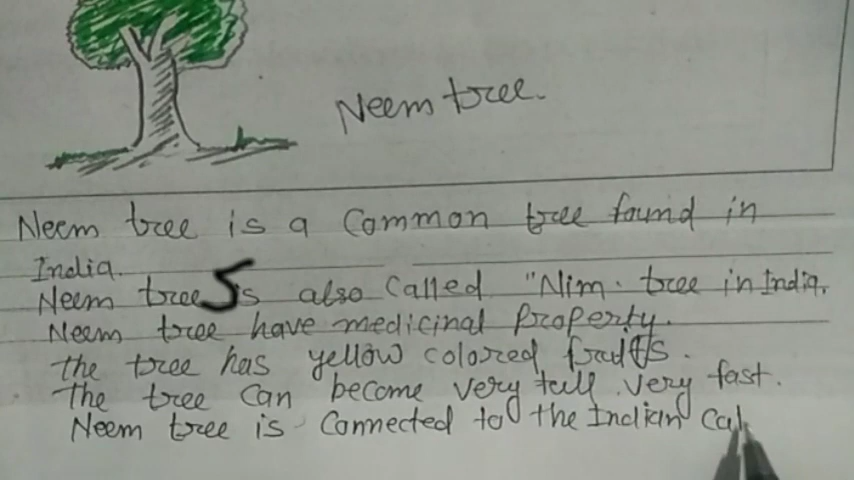 Neem tree.
Neem tree is a common tree found in
India.
Neem tree 5 is also called "Nim. tree in India.
Neem tree have medicinal property.
the tree has yellow colored fruits.
The tree can become very tall very fast.
Neem tree is connected to the Indian cal